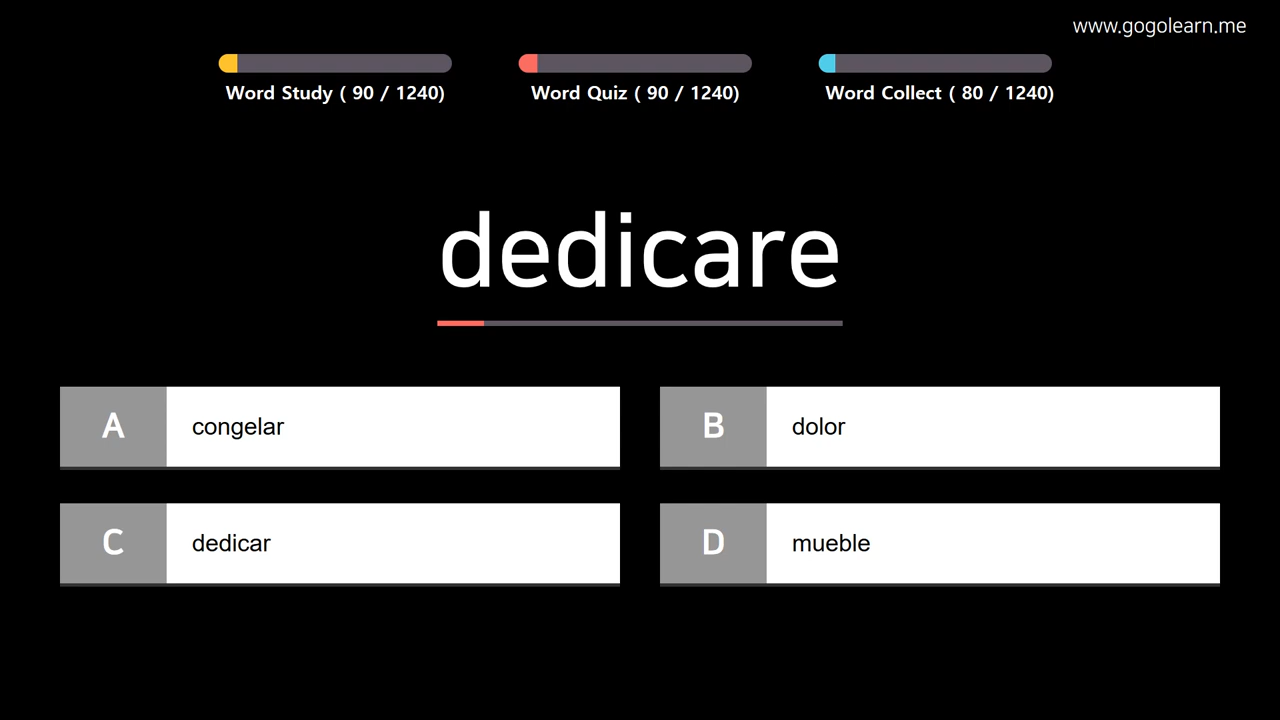 www.gogolearn.me
Word Study ( 90 / 1240)
Word Quiz ( 90 / 1240)
Word Collect ( 80 / 1240)
dedicare
A
congelar
B
dolor
C
dedicar
D
mueble